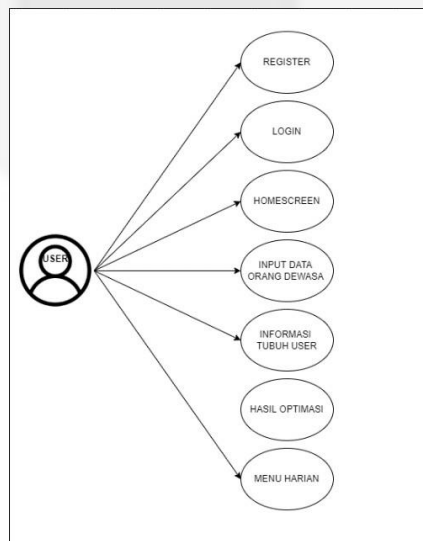 REGISTER
LOGIN
HOMESCREEN
USER
INPUT DATA
ORANG DEWASA
INFORMASI
TUBUH USER
HASIL OPTIMASI
MENU HARIAN